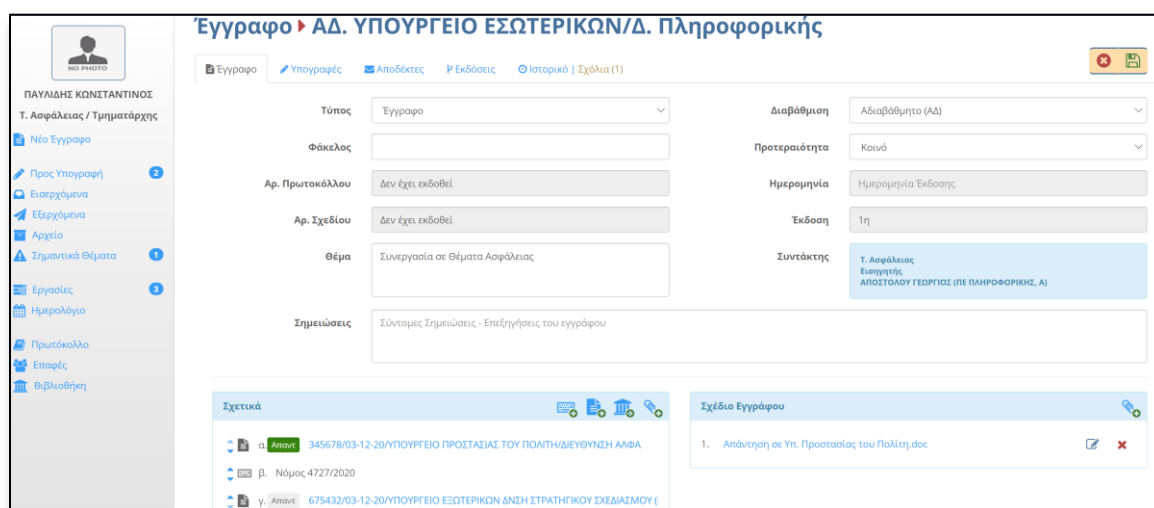 Έγγραφο ▸ ΑΔ. ΥΠΟΥΡΓΕΙΟ ΕΣΩΤΕΡΙΚΩΝ/Δ. Πληροφορικής
NO PHOTO
ΠΑΥΛΙΔΗΣ ΚΩΝΣΤΑΝΤΙΝΟΣ
Τ. Ασφάλειας / Τμηματάρχης
Νέο Έγγραφο
Προς Υπογραφή 2
Εισερχόμενα
Εξερχόμενα
Αρχείο
Σημαντικά Θέματα 1
Εργασίες 3
Ημερολόγιο
Πρωτόκολλο
Επαφές
Βιβλιοθήκη
Έγγραφο Υπογραφές Αποδέκτες Εκδόσεις Ιστορικό | Σχόλια (1)
Τύπος Έγγραφο Διαβάθμιση Αδιαβάθμητο (ΑΔ)
Φάκελος Προτεραιότητα Κοινό
Αρ. Πρωτοκόλλου Δεν έχει εκδοθεί Ημερομηνία Ημερομηνία Έκδοσης
Αρ. Σχεδίου Δεν έχει εκδοθεί Έκδοση 1η
Θέμα Συνεργασία σε Θέματα Ασφάλειας Συντάκτης Τ. Ασφάλειας
Εισηγητής
ΑΠΟΣΤΟΛΟΥ ΓΕΩΡΓΙΟΣ (ΠΕ ΠΛΗΡΟΦΟΡΙΚΗΣ, Α)
Σημειώσεις Σύντομες Σημειώσεις - Επεξηγήσεις του εγγράφου
Σχετικά
α. Απαντ 345678/03-12-20/ΥΠΟΥΡΓΕΙΟ ΠΡΟΣΤΑΣΙΑΣ ΤΟΥ ΠΟΛΙΤΗ/ΔΙΕΥΘΥΝΣΗ ΑΛΦΑ
β. Νόμος 4727/2020
γ. Απαντ 675432/03-12-20/ΥΠΟΥΡΓΕΙΟ ΕΞΩΤΕΡΙΚΩΝ ΔΝΣΗ ΣΤΡΑΤΗΓΙΚΟΥ ΣΧΕΔΙΑΣΜΟΥ (
Σχέδιο Εγγράφου
1. Απάντηση σε Υπ. Προστασίας του Πολίτη.doc